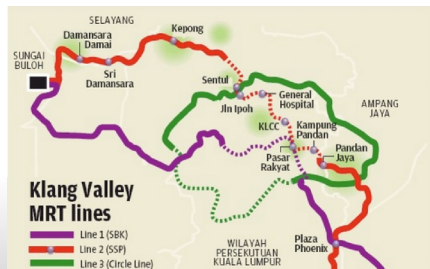 SELAYANG
Damansara
Damai
Kepong
SUNGAI
BULOH
Sri
Damansara
Sentul
Jln Ipoh
General
Hospital
AMPANG
JAYA
KLCC
Kampung
Pandan
Pasar
Rakyat
Pandan
Jaya
Klang Valley
MRT lines
Line 1 (SBK)
Line 2 (SSP)
Line 3 (Circle Line)
WILAYAH
PERSEKUTUAN
KUALA LUMPUR
Plaza
Phoenix